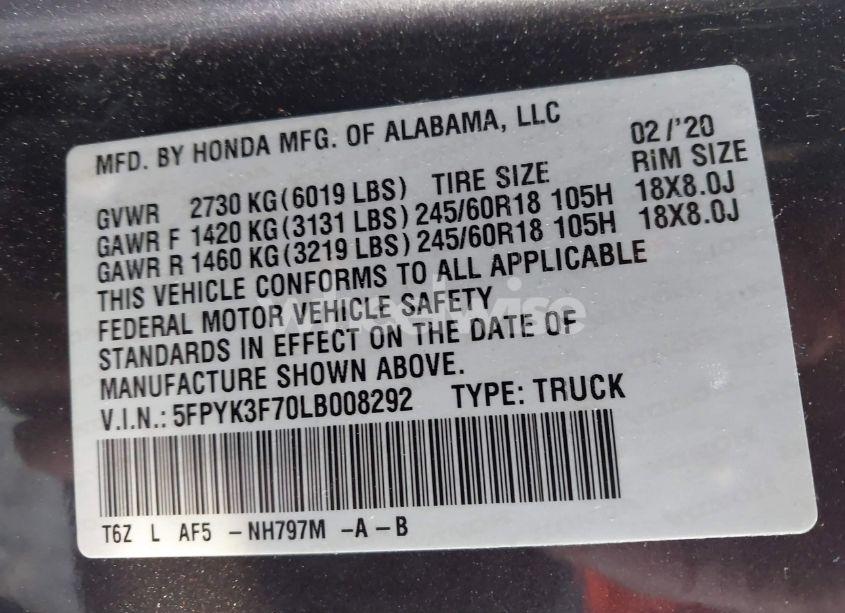 MFD. BY HONDA MFG. OF ALABAMA, LLC 02/'20
GVWR 2730 KG(6019 LBS) TIRE SIZE RiM SIZE
GAWR F 1420 KG(3131 LBS) 245/60R18 105H 18X8.0J
GAWR R 1460 KG(3219 LBS) 245/60R18 105H 18X8.0J
THIS VEHICLE CONFORMS TO ALL APPLICABLE
FEDERAL MOTOR VEHICLE SAFETY
STANDARDS IN EFFECT ON THE DATE OF
MANUFACTURE SHOWN ABOVE.
V.I.N.: 5FPYK3F70LB008292 TYPE: TRUCK
T6Z L AF5 -NH797M -A -B
wheelwise